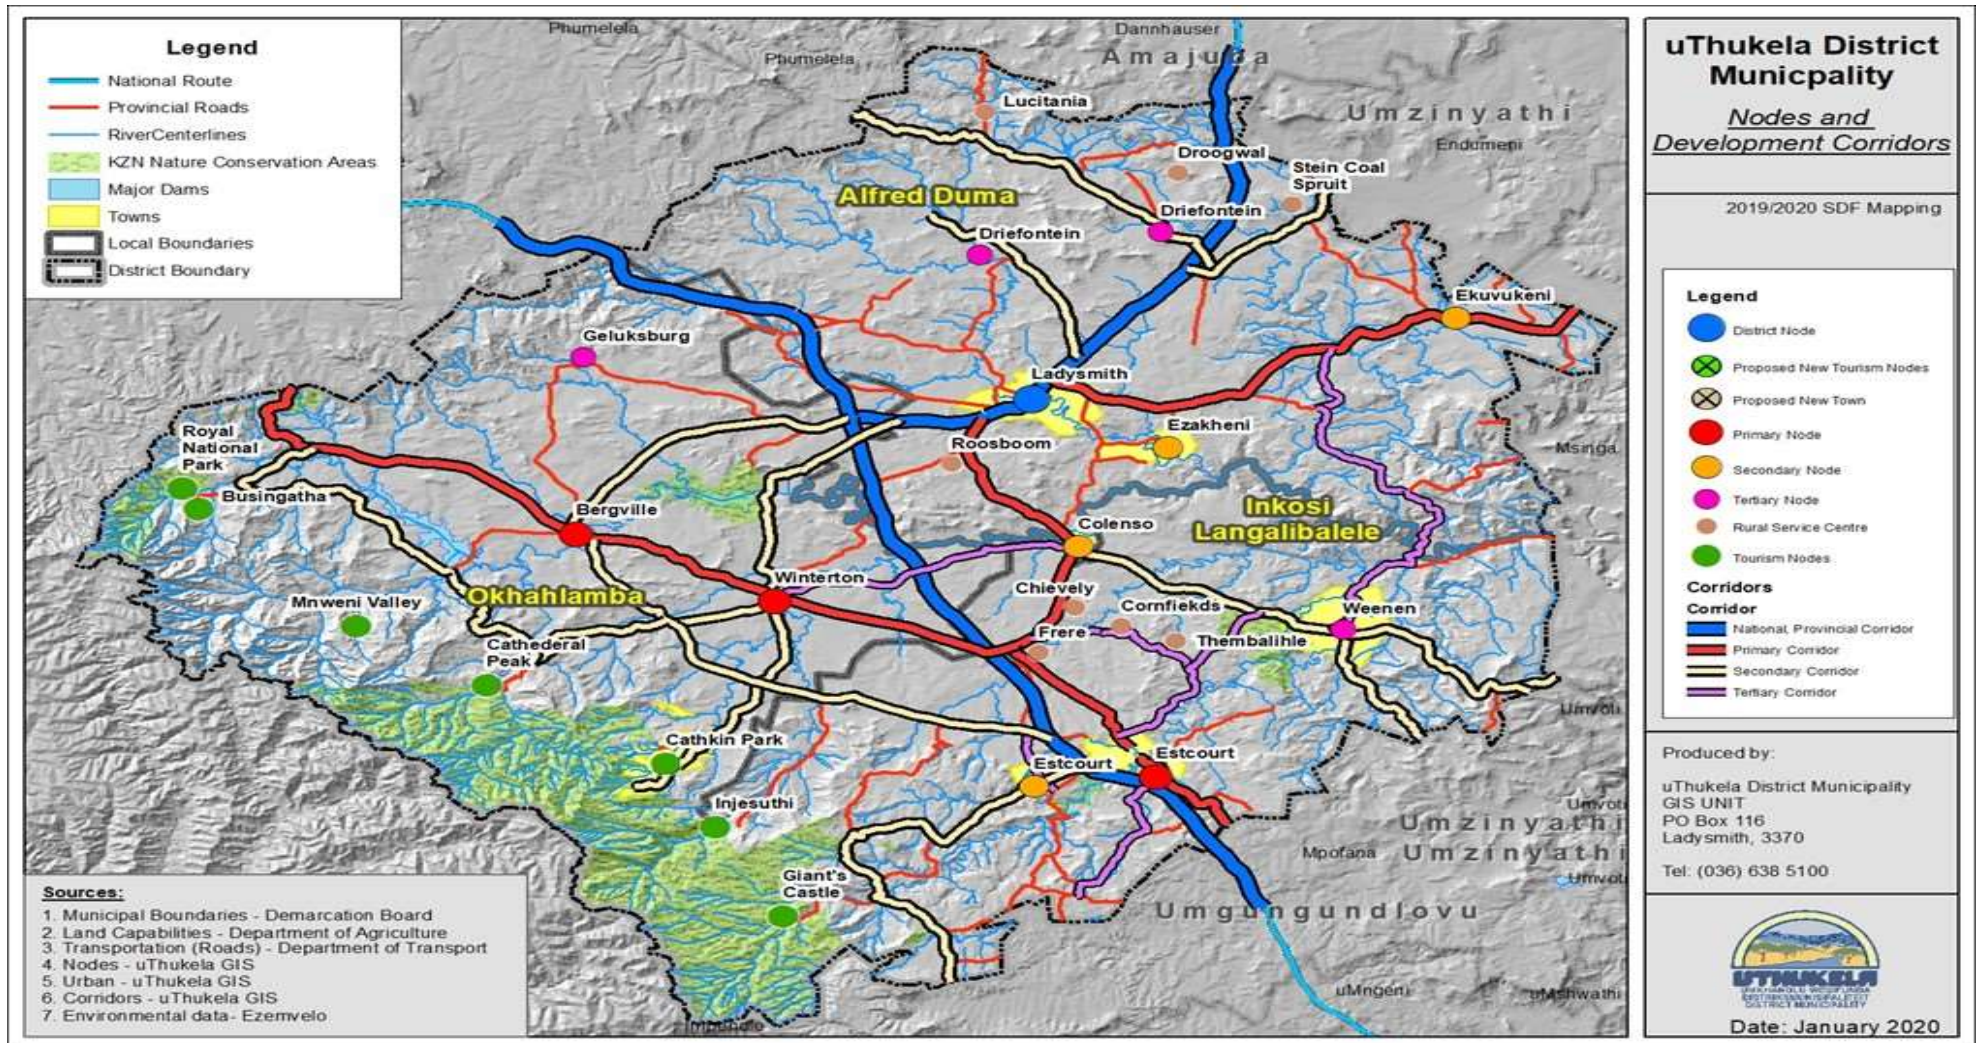 Legend
National Route
Provincial Roads
RiverCenterlines
KZN Nature Conservation Areas
Major Dams
Towns
Local Boundaries
District Boundary
Phumelela
Phumelela
Dannhauser
Amajuba
Umzinyathi
Endumeni
Lucitania
Droogwal
Stein Coal
Spruit
Alfred Duma
Driefontein
Driefontein
Ekuvukeni
Geluksburg
Ladysmith
Royal
National
Park
Roosboom
Ezakheni
Msinga
Busingatha
Bergville
Inkosi
Langalibalele
Colenso
Winterton
Okhahlamba
Mnweni Valley
Chievely
Cornfiekds
Weenen
Frere
Thembalihle
Cathederal
Peak
Umvoti
Cathkin Park
Estcourt
Estcourt
Injesuthi
Umvoti
Umzinyathi
Mpofana
Umzinyathi
Umvoti
Giant's
Castle
Umgungundlovu
uMngeni
uMshwathi
Sources:
1. Municipal Boundaries - Demarcation Board
2. Land Capabilities - Department of Agriculture
3. Transportation (Roads) - Department of Transport
4. Nodes - uThukela GIS
5. Urban - uThukela GIS
6. Corridors - uThukela GIS
7. Environmental data- Ezemvelo
uThukela District
Municpality
Nodes and
Development Corridors
2019/2020 SDF Mapping
Legend
District Node
Proposed New Tourism Nodes
Proposed New Town
Primary Node
Secondary Node
Tertiary Node
Rural Service Centre
Tourism Nodes
Corridors
Corridor
National, Provincial Corridor
Primary Corridor
Secondary Corridor
Tertiary Corridor
Produced by:
uThukela District Municipality
GIS UNIT
PO Box 116
Ladysmith, 3370
Tel: (036) 638 5100
UTHUKELA
DISTRICT MUNICIPALITY
Date: January 2020